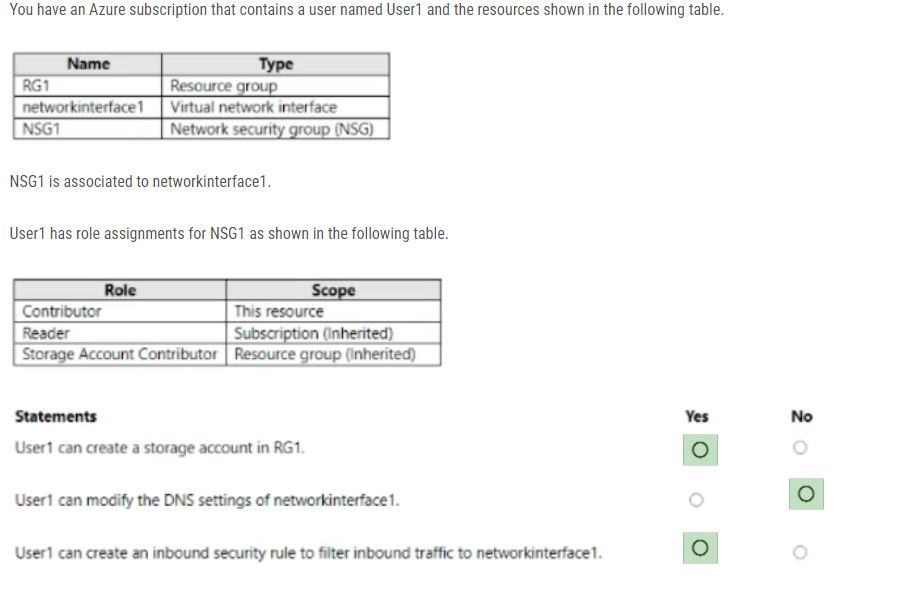 You have an Azure subscription that contains a user named User1 and the resources shown in the following table.
Name Type
RG1 Resource group
networkinterface1 Virtual network interface
NSG1 Network security group (NSG)
NSG1 is associated to networkinterface1.
User1 has role assignments for NSG1 as shown in the following table.
Role Scope
Contributor This resource
Reader Subscription (Inherited)
Storage Account Contributor Resource group (Inherited)
Statements Yes No
User1 can create a storage account in RG1.
User1 can modify the DNS settings of networkinterface1.
User1 can create an inbound security rule to filter inbound traffic to networkinterface1.